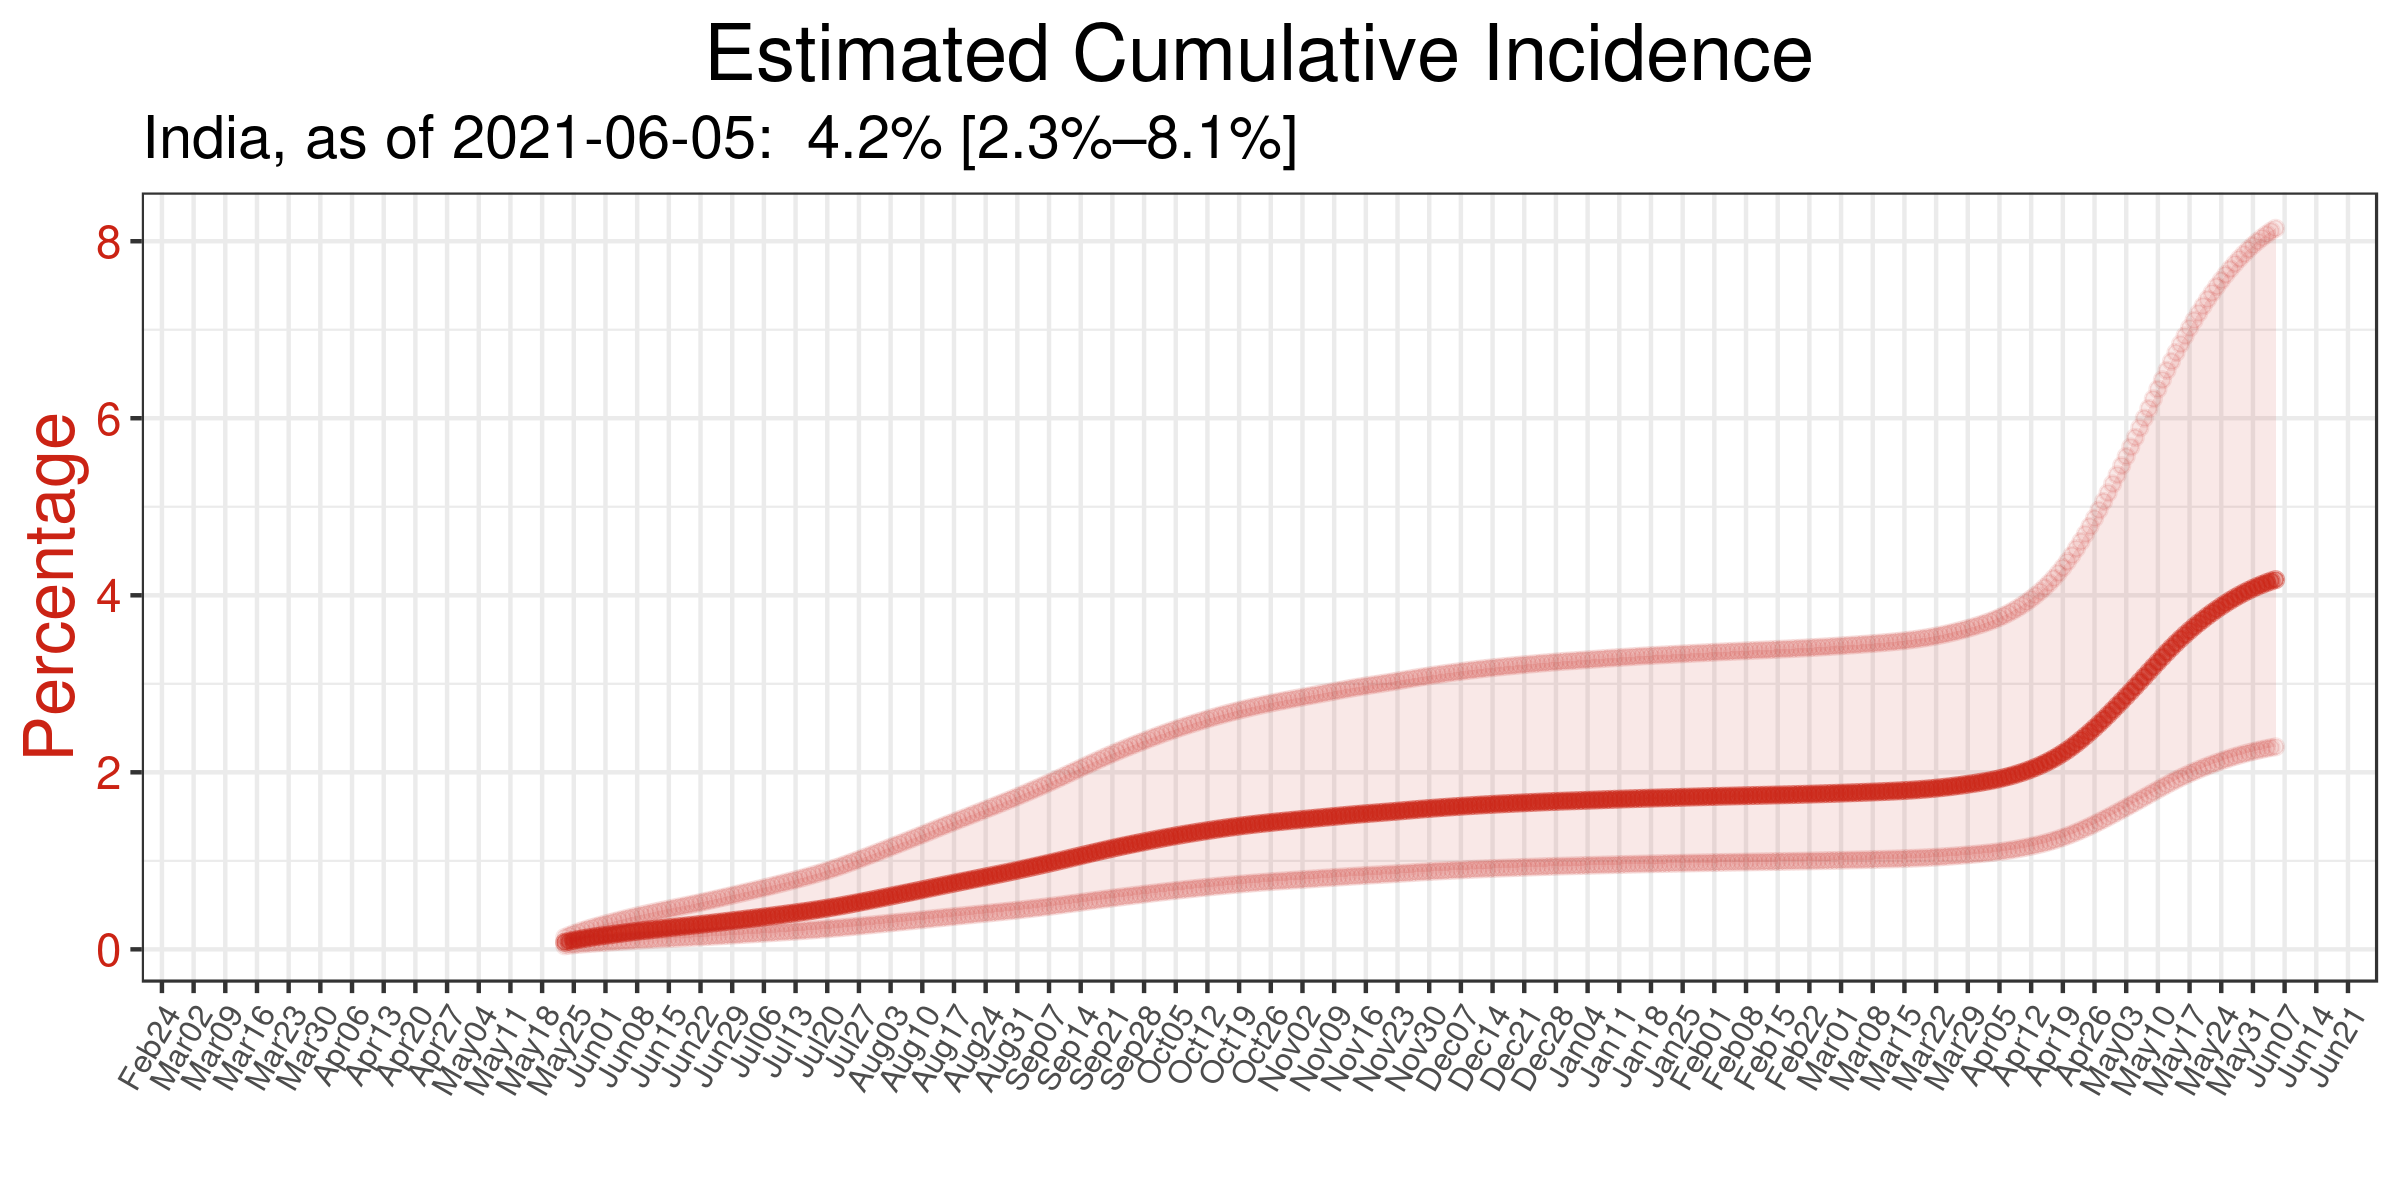 Estimated Cumulative Incidence
India, as of 2021-06-05:  4.2% [2.3%–8.1%]
Percentage
8
6
4
2
0
Feb24
Mar02
Mar09
Mar16
Mar23
Mar30
Apr06
Apr13
Apr20
Apr27
May04
May11
May18
May25
Jun01
Jun08
Jun15
Jun22
Jun29
Jul06
Jul13
Jul20
Jul27
Aug03
Aug10
Aug17
Aug24
Aug31
Sep07
Sep14
Sep21
Sep28
Oct05
Oct12
Oct19
Oct26
Nov02
Nov09
Nov16
Nov23
Nov30
Dec07
Dec14
Dec21
Dec28
Jan04
Jan11
Jan18
Jan25
Feb01
Feb08
Feb15
Feb22
Mar01
Mar08
Mar15
Mar22
Mar29
Apr05
Apr12
Apr19
Apr26
May03
May10
May17
May24
May31
Jun07
Jun14
Jun21